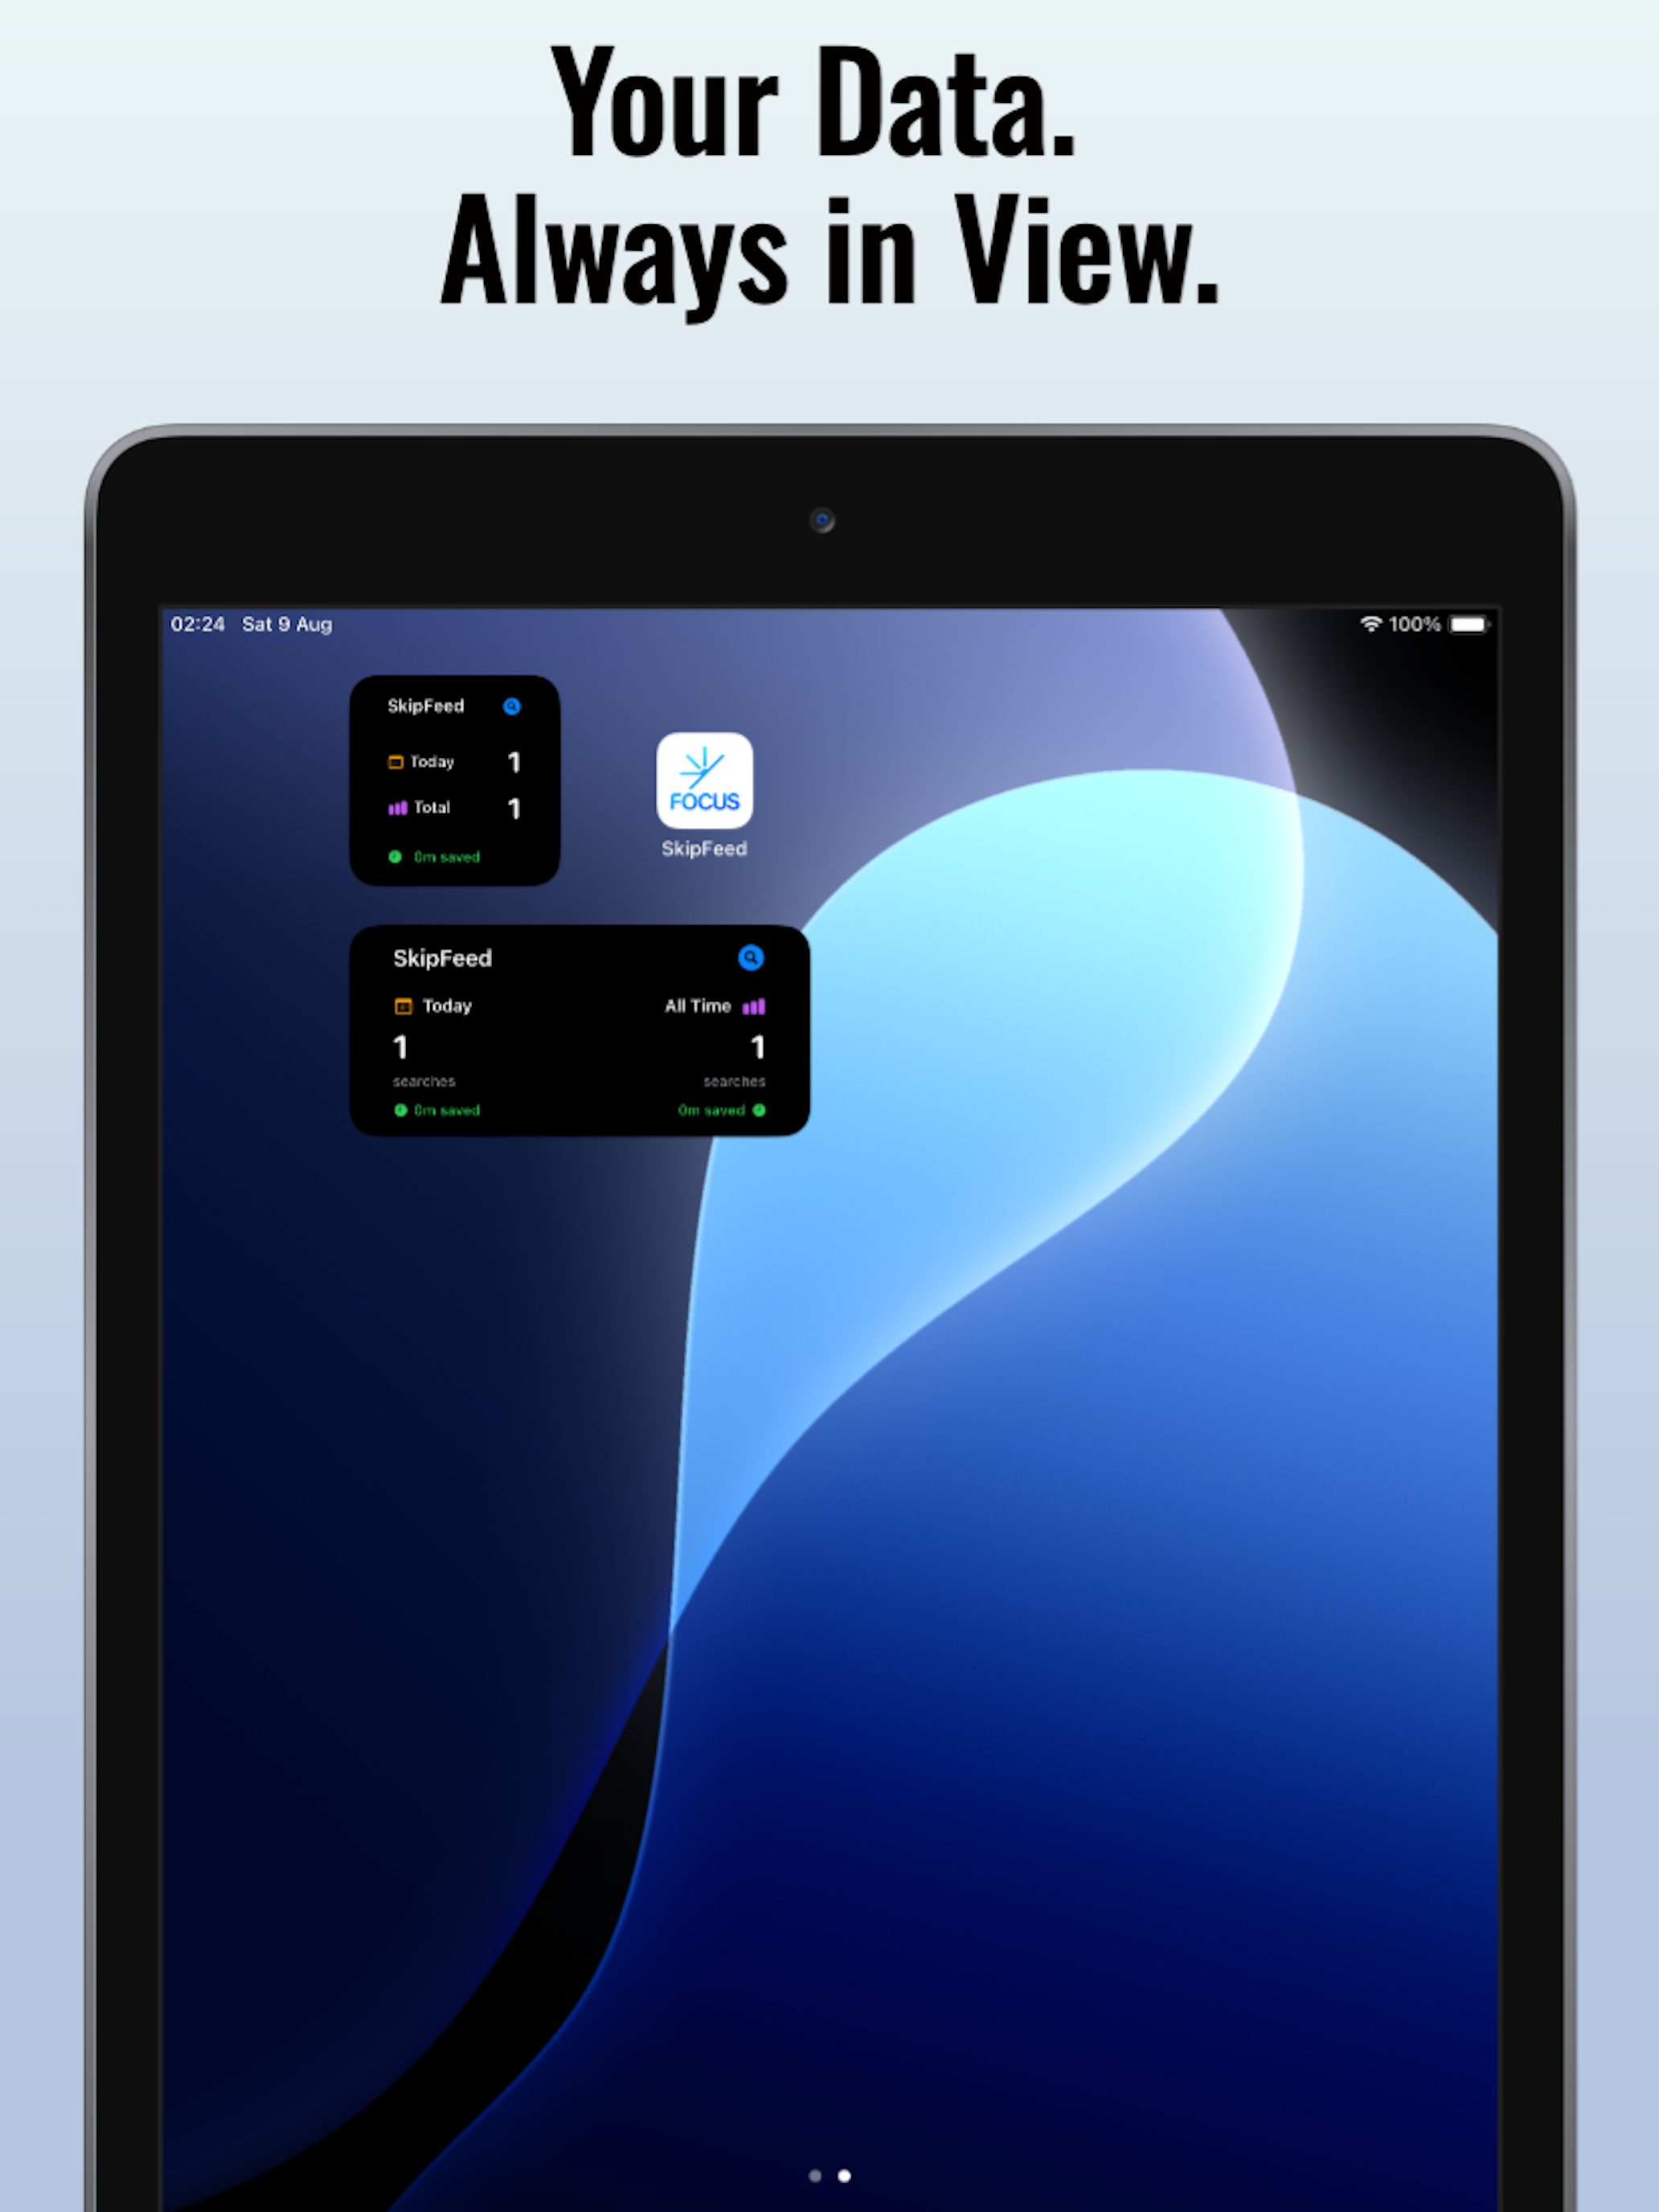 Your Data.
Always in View.
02:24 Sat 9 Aug
100%
SkipFeed
Today 1
Total 1
0m saved
FOCUS
SkipFeed
SkipFeed
Today All Time
1 1
searches searches
0m saved 0m saved